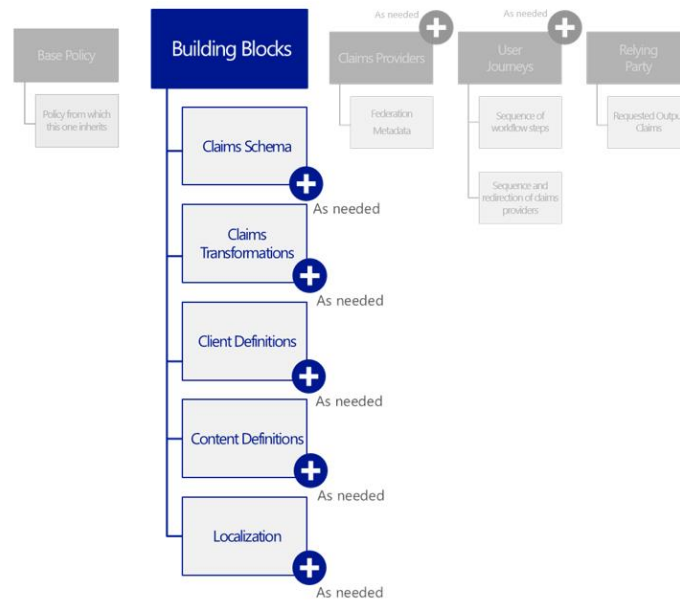 As needed
As needed
Base Policy
Building Blocks
Claims Providers
User
Journeys
Relying
Party
Policy from which
this one inherits
Claims Schema
As needed
Federation
Metadata
Sequence of
workflow steps
Requested Output
Claims
Sequence and
redirection of claims
providers
Claims
Transformations
As needed
Client Definitions
As needed
Content Definitions
As needed
Localization
As needed